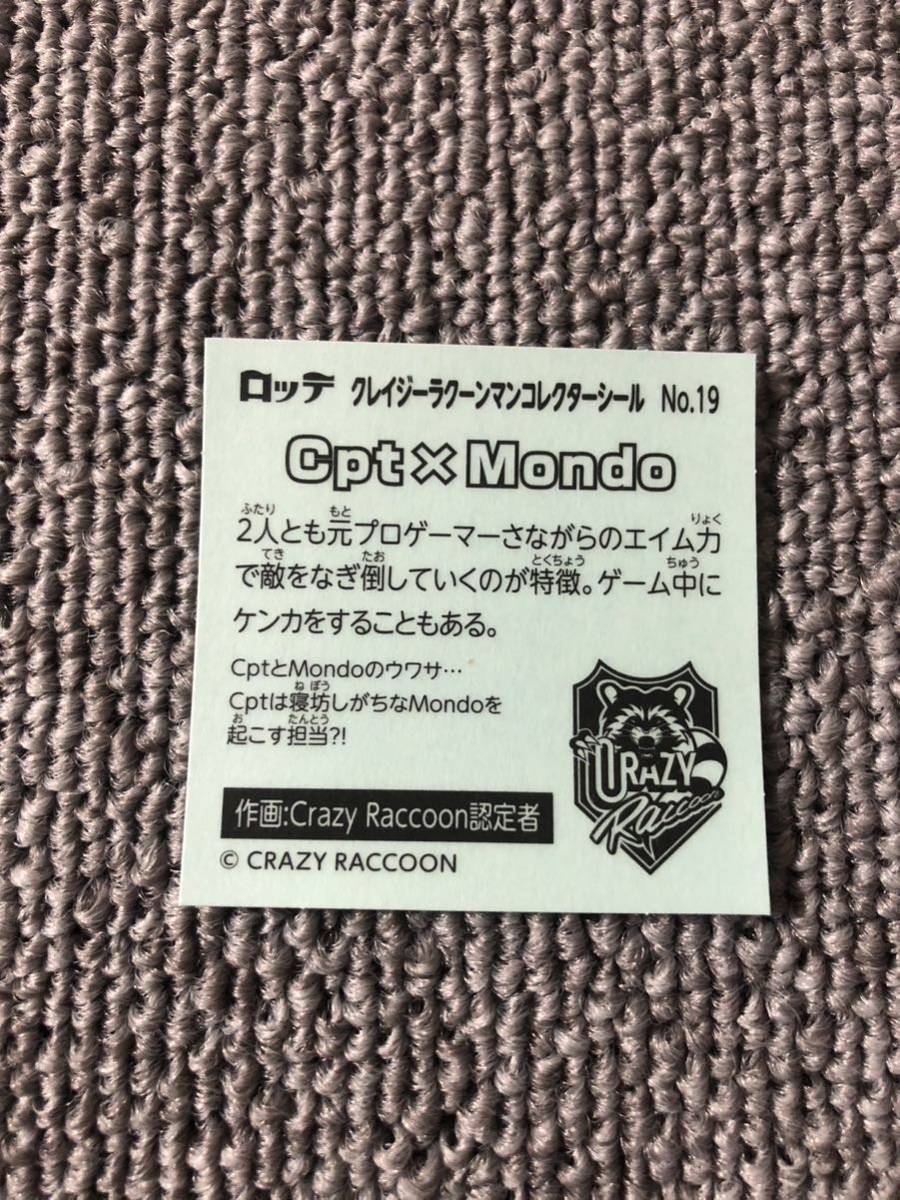 ロッテ クレイジーラクーンマンコレクターシール No.19
Cpt×Mondo
ふたり もと りょく
2人とも元プロゲーマーさながらのエイム力
てき たお とくちょう ちゅう
で敵をなぎ倒していくのが特徴。ゲーム中に
ケンカをすることもある。
CptとMondoのウワサ…
ねぼう
Cptは寝坊しがちなMondoを
お たんとう
起こす担当?!
CRAZY
Raccoon
作画:Crazy Raccoon認定者
© CRAZY RACCOON